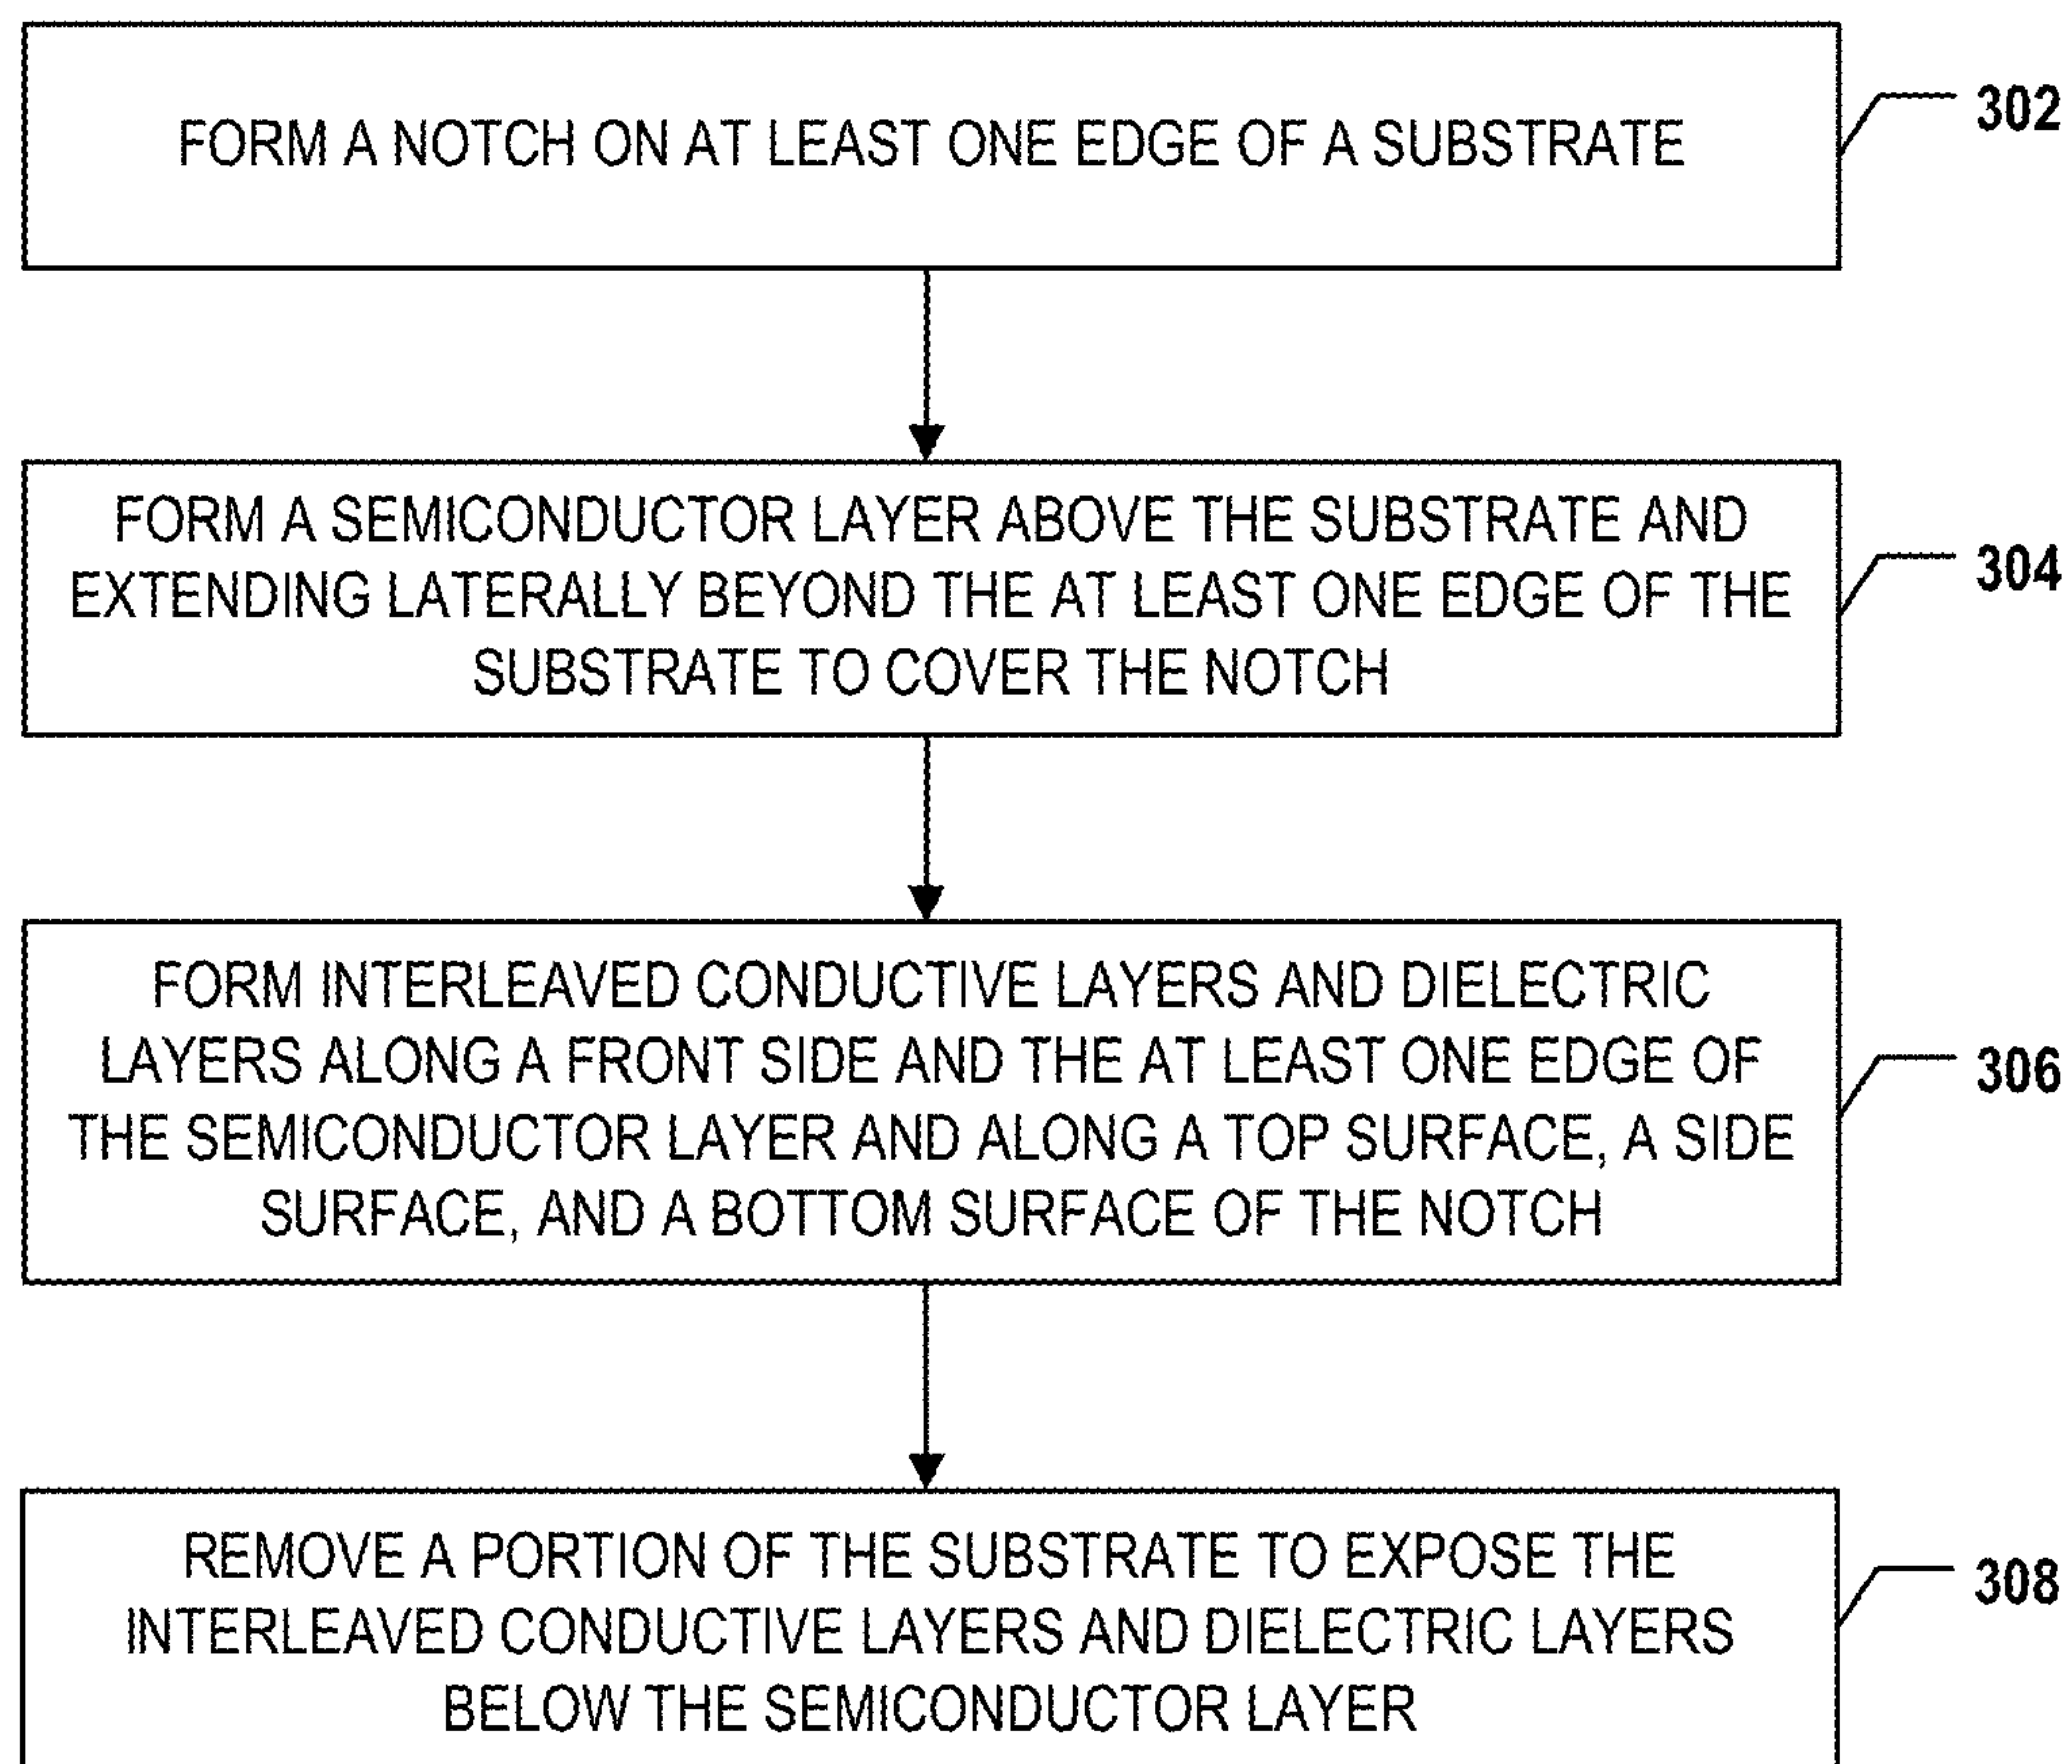 FORM A NOTCH ON AT LEAST ONE EDGE OF A SUBSTRATE
302
FORM A SEMICONDUCTOR LAYER ABOVE THE SUBSTRATE AND
EXTENDING LATERALLY BEYOND THE AT LEAST ONE EDGE OF THE
SUBSTRATE TO COVER THE NOTCH
304
FORM INTERLEAVED CONDUCTIVE LAYERS AND DIELECTRIC
LAYERS ALONG A FRONT SIDE AND THE AT LEAST ONE EDGE OF
THE SEMICONDUCTOR LAYER AND ALONG A TOP SURFACE, A SIDE
SURFACE, AND A BOTTOM SURFACE OF THE NOTCH
306
REMOVE A PORTION OF THE SUBSTRATE TO EXPOSE THE
INTERLEAVED CONDUCTIVE LAYERS AND DIELECTRIC LAYERS
BELOW THE SEMICONDUCTOR LAYER
308